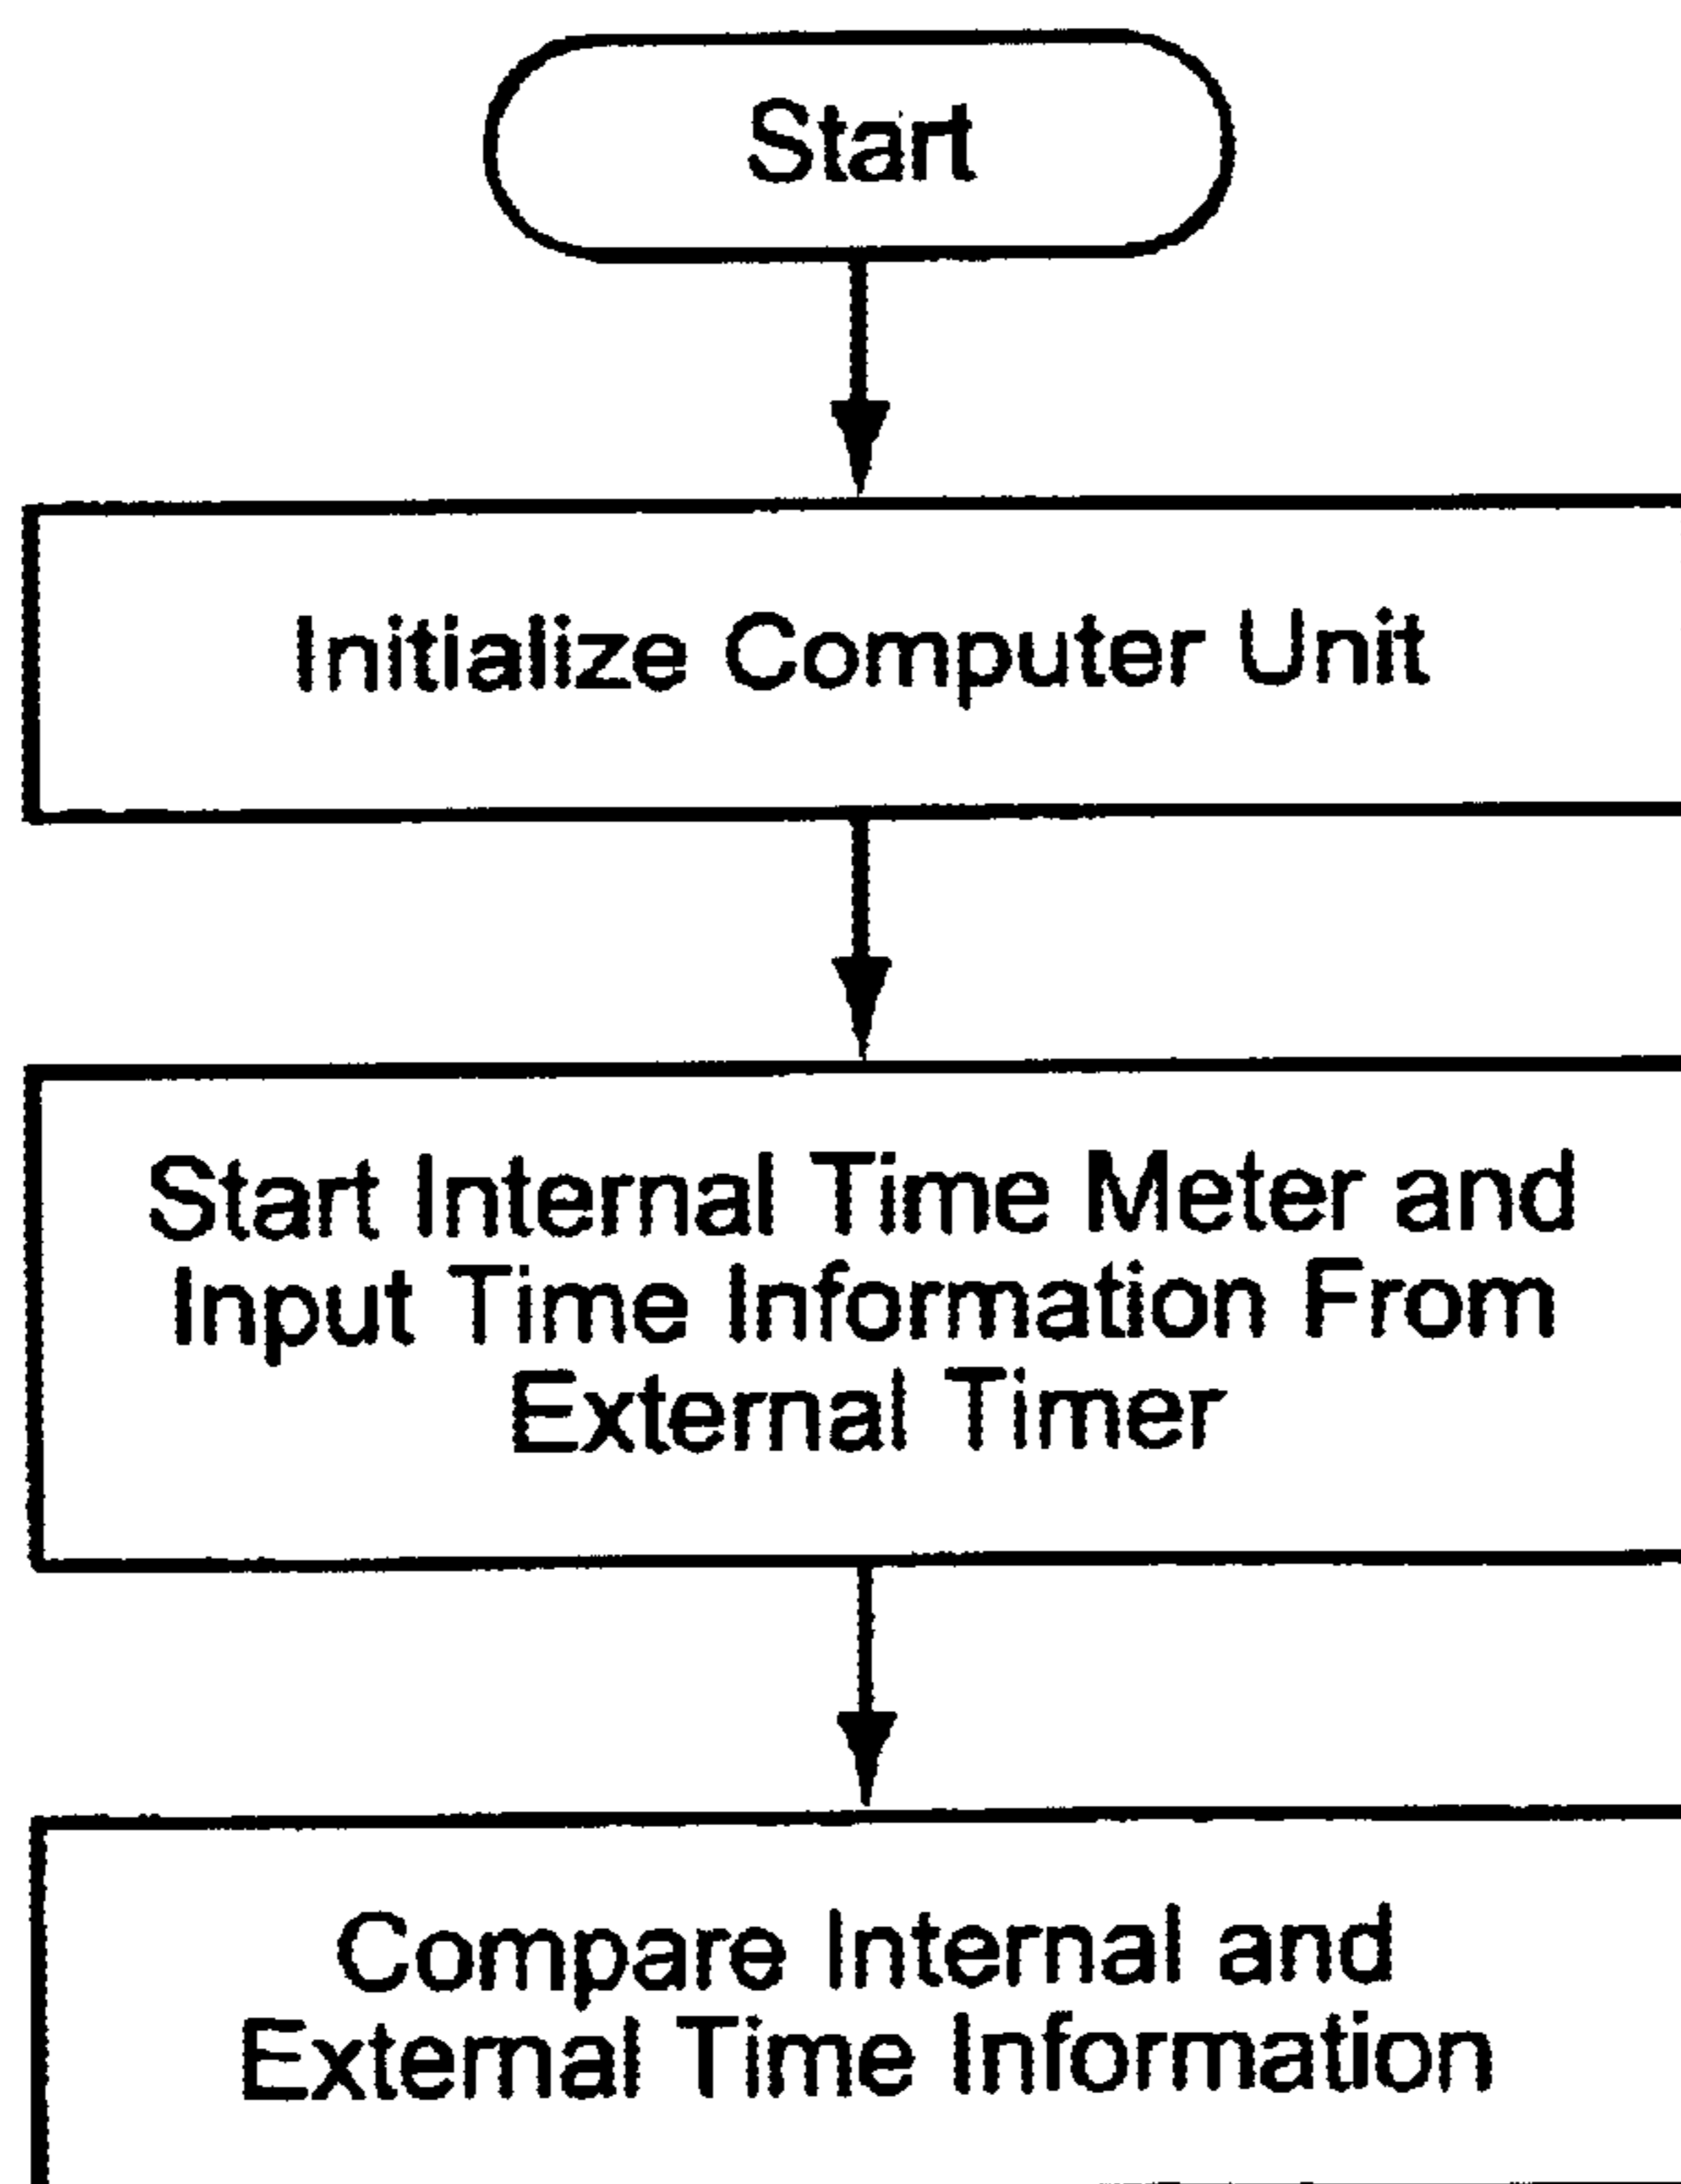 Start
Initialize Computer Unit
Start Internal Time Meter and
Input Time Information From
External Timer
Compare Internal and
External Time Information